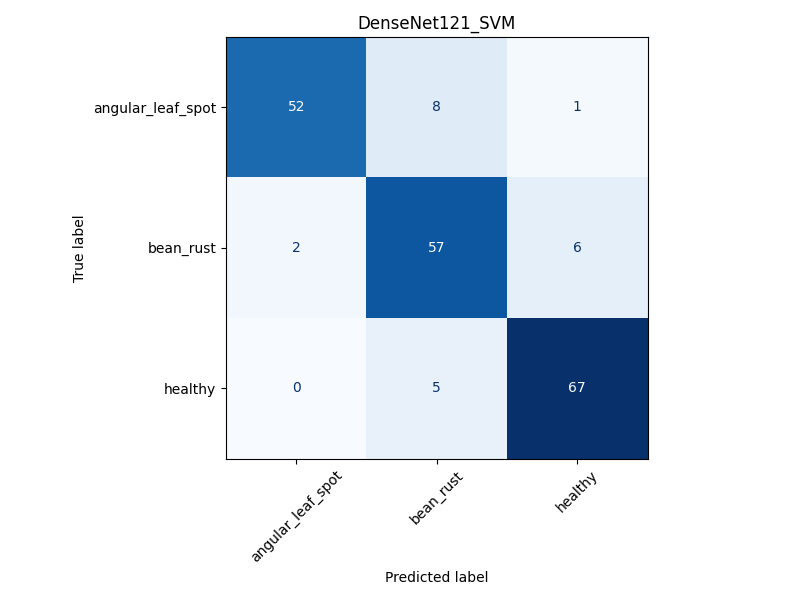 DenseNet121_SVM
angular_leaf_spot 52 8 1
True label
bean_rust 2 57 6
healthy 0 5 67
angular_leaf_spot bean_rust healthy
Predicted label